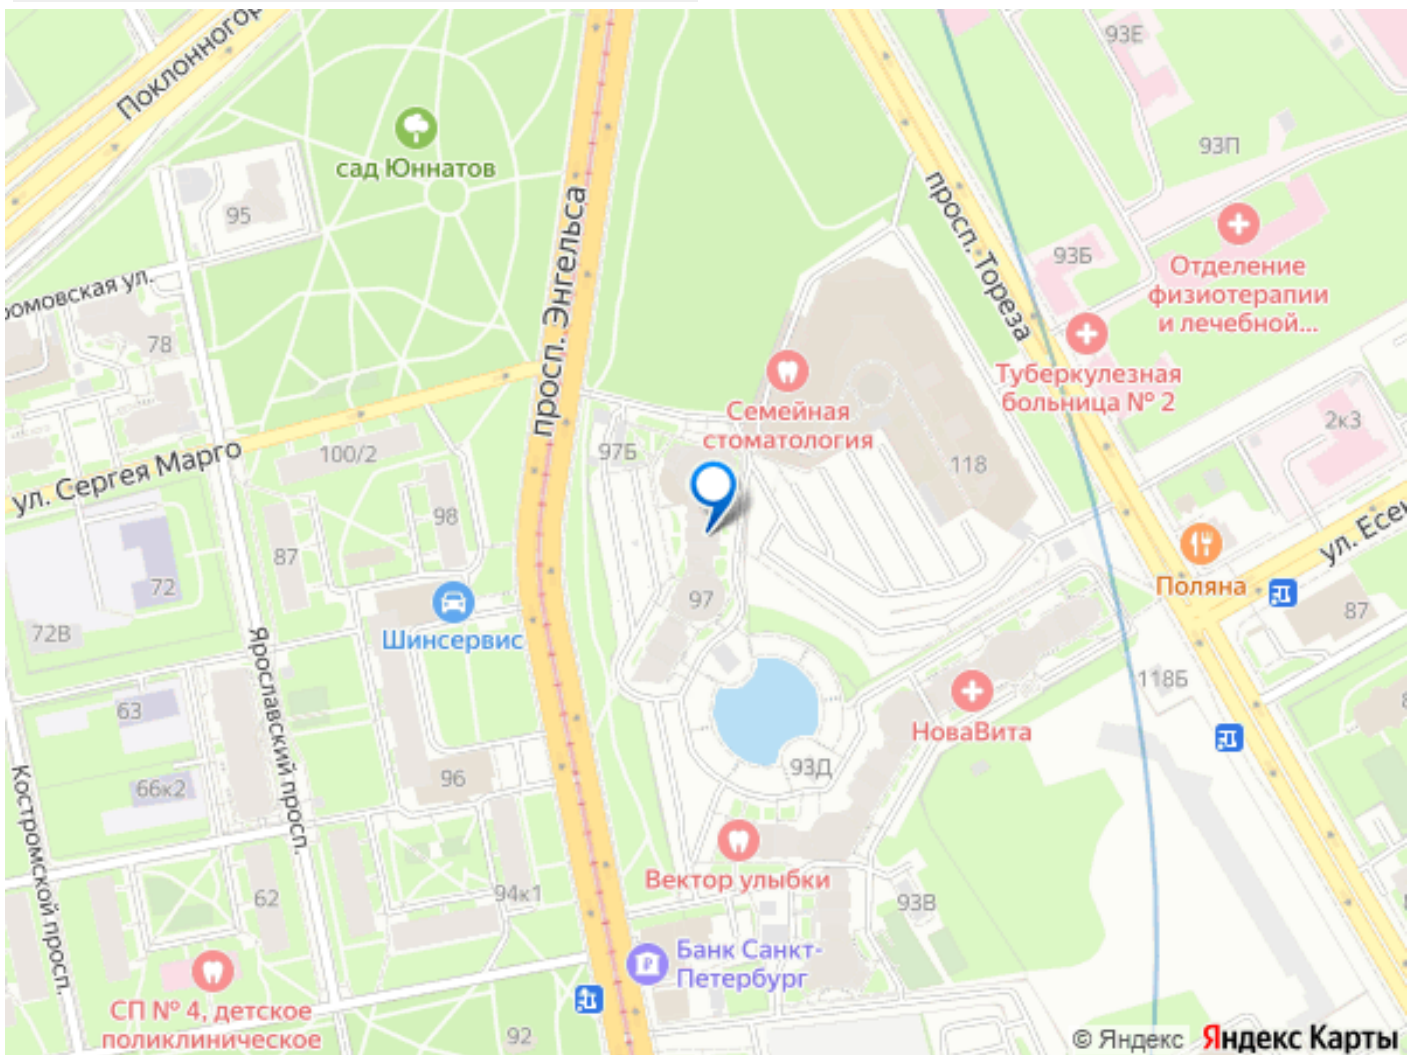 Поклонногор
93Е
сад Юннатов
93П
95
просп. Энгельса
просп. Тореза
93Б
Отделение
физиотерапии
и лечебной...
ромовская ул.
78
Туберкулезная
больница № 2
Семейная
стоматология
2к3
ул. Сергея Марго
100/2
97Б
118
98
ул. Есен
87
72
Поляна
97
Шинсервис
87
72В
Ярославский просп.
118Б
63
НоваВита
93Д
96
66к2
Костромской просп.
Вектор улыбки
62
94к1
93В
Банк Санкт-
Петербург
СП № 4, детское
поликлиническое
92
© Яндекс Яндекс Карты